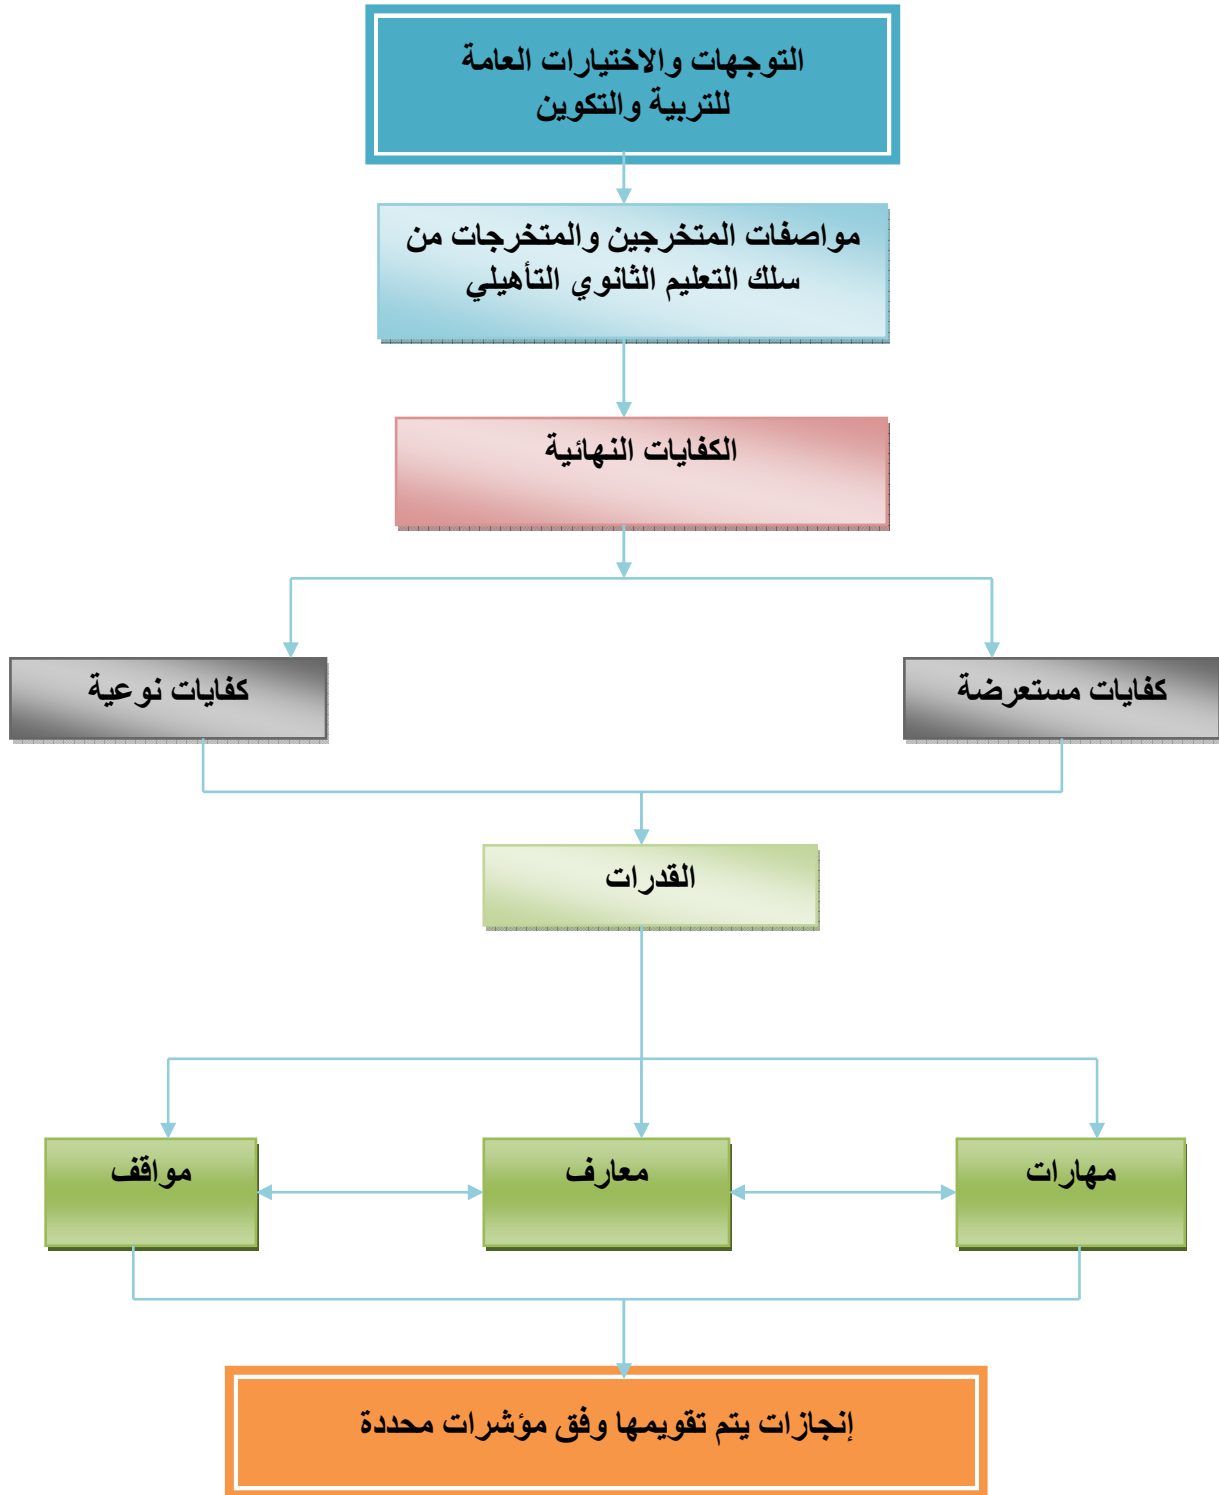 التوجهات والاختيارات العامة
للتربية والتكوين
مواصفات المتخرجين والمتخرجات من
سلك التعليم الثانوي التأهيلي
الكفايات النهائية
كفايات مستعرضة
كفايات نوعية
القدرات
مهارات
معارف
مواقف
إنجازات يتم تقويمها وفق مؤشرات محددة